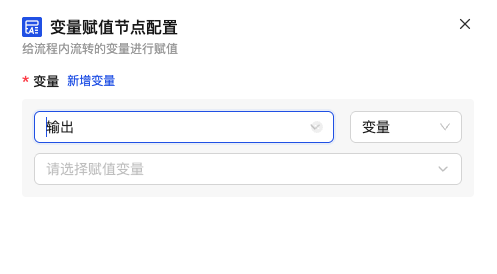 变量赋值节点配置
给流程内流转的变量进行赋值
* 变量 新增变量
输出 变量
请选择赋值变量